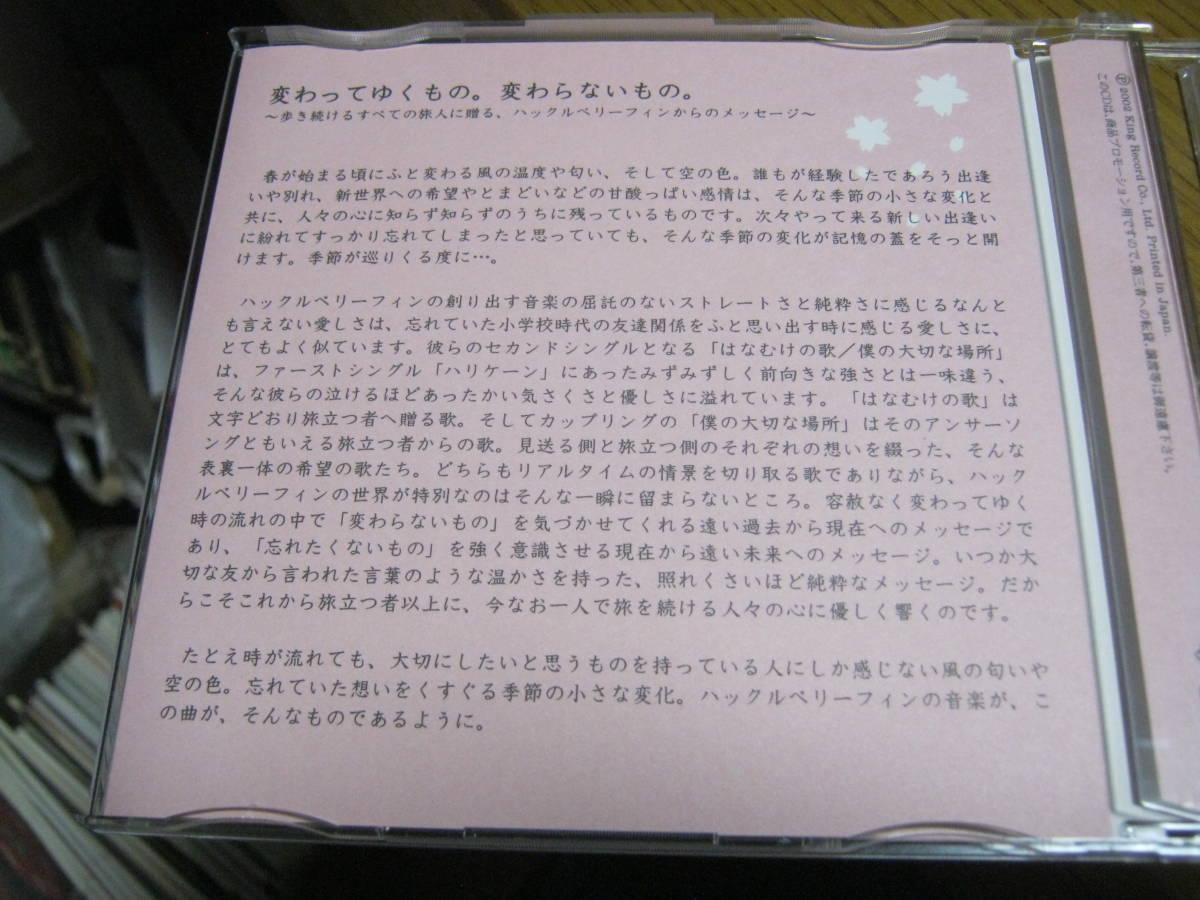 変わってゆくもの。変わらないもの。
～歩き続けるすべての旅人に贈る、ハックルベリーフィンからのメッセージ～
春が始まる頃にふと変わる風の温度や匂い、そして空の色。誰もが経験したであろう出逢
いや別れ、新世界への希望やとまどいなどの甘酸っぱい感情は、そんな季節の小さな変化と
共に、人々の心に知らず知らずのうちに残っているものです。次々やって来る新しい出逢い
に紛れてすっかり忘れてしまったと思っていても、そんな季節の変化が記憶の蓋をそっと開
けます。季節が巡りくる度に…。
ハックルベリーフィンの創り出す音楽の屈託のないストレートさと純粋さに感じるなんと
も言えない愛しさは、忘れていた小学校時代の友達関係をふと思い出す時に感じる愛しさに、
とてもよく似ています。彼らのセカンドシングルとなる「はなむけの歌／僕の大切な場所」
は、ファーストシングル「ハリケーン」にあったみずみずしく前向きな強さとは一味違う、
そんな彼らの泣けるほどあったかい気さくさと優しさに溢れています。「はなむけの歌」は
文字どおり旅立つ者へ贈る歌。そしてカップリングの「僕の大切な場所」はそのアンサーソ
ングともいえる旅立つ者からの歌。見送る側と旅立つ側のそれぞれの想いを綴った、そんな
表裏一体の希望の歌たち。どちらもリアルタイムの情景を切り取る歌でありながら、ハック
ルベリーフィンの世界が特別なのはそんな一瞬に留まらないところ。容赦なく変わってゆく
時の流れの中で「変わらないもの」を気づかせてくれる遠い過去から現在へのメッセージで
あり、「忘れたくないもの」を強く意識させる現在から遠い未来へのメッセージ。いつか大
切な友から言われた言葉のような温かさを持った、照れくさいほど純粋なメッセージ。だか
らこそこれから旅立つ者以上に、今なお一人で旅を続ける人々の心に優しく響くのです。
たとえ時が流れても、大切にしたいと思うものを持っている人にしか感じない風の匂いや
空の色。忘れていた想いをくすぐる季節の小さな変化。ハックルベリーフィンの音楽が、こ
の曲が、そんなものであるように。
Ⓟ 2002 King Record Co., Ltd. Printed in Japan.
このCDは、商品プロモーション用ですので、第三者への転貸、譲渡等は御遠慮下さい。